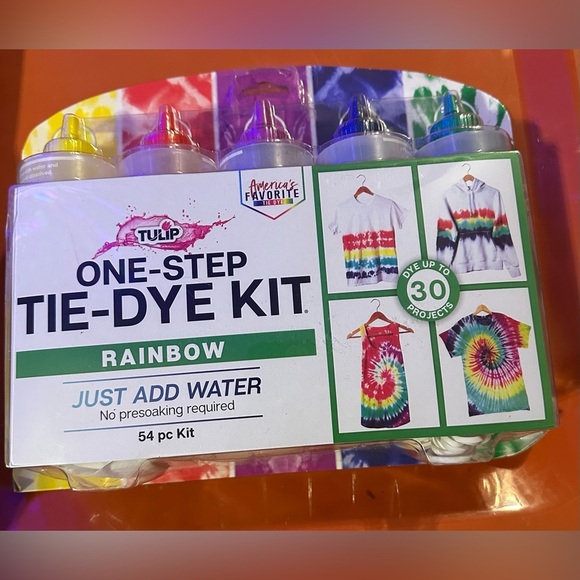 America's
FAVORITE
TIE DYE
TULIP
ONE-STEP
TIE-DYE KIT
RAINBOW
JUST ADD WATER
No presoaking required
54 pc Kit
DYE UP TO
30
PROJECTS